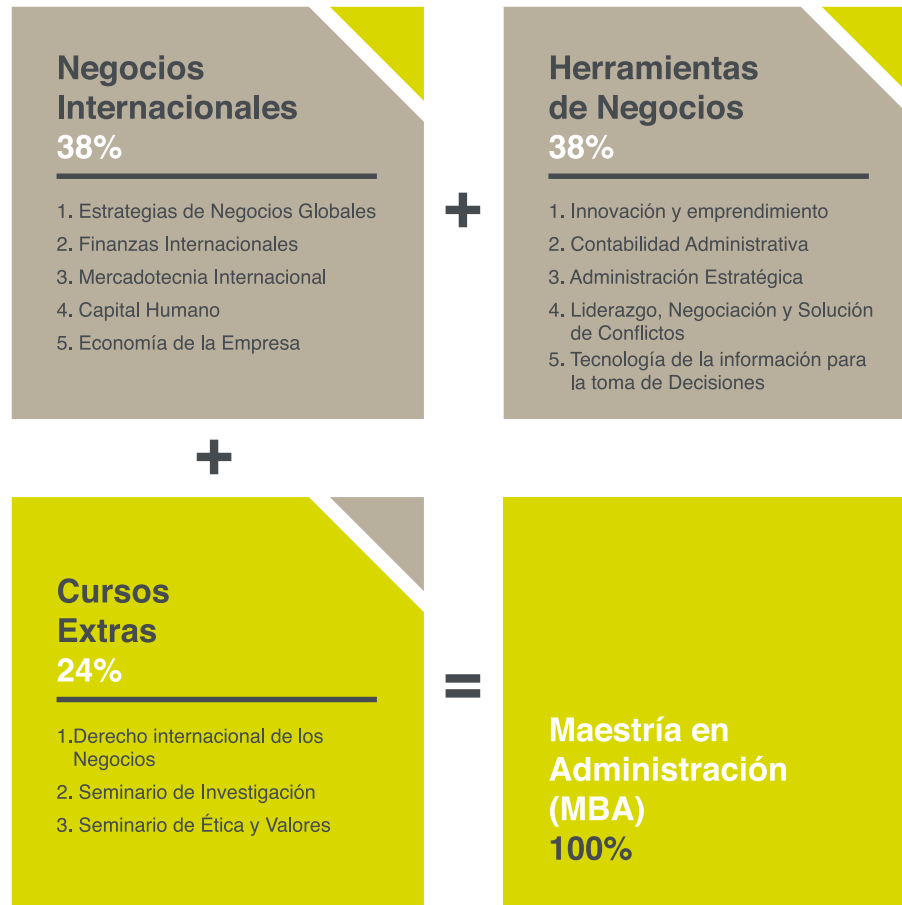 Negocios
Internacionales
38%
1. Estrategias de Negocios Globales
2. Finanzas Internacionales
3. Mercadotecnia Internacional
4. Capital Humano
5. Economía de la Empresa
+
Herramientas
de Negocios
38%
1. Innovación y emprendimiento
2. Contabilidad Administrativa
3. Administración Estratégica
4. Liderazgo, Negociación y Solución
de Conflictos
5. Tecnología de la información para
la toma de Decisiones
+
Cursos
Extras
24%
1.Derecho internacional de los
Negocios
2. Seminario de Investigación
3. Seminario de Ética y Valores
=
Maestría en
Administración
(MBA)
100%